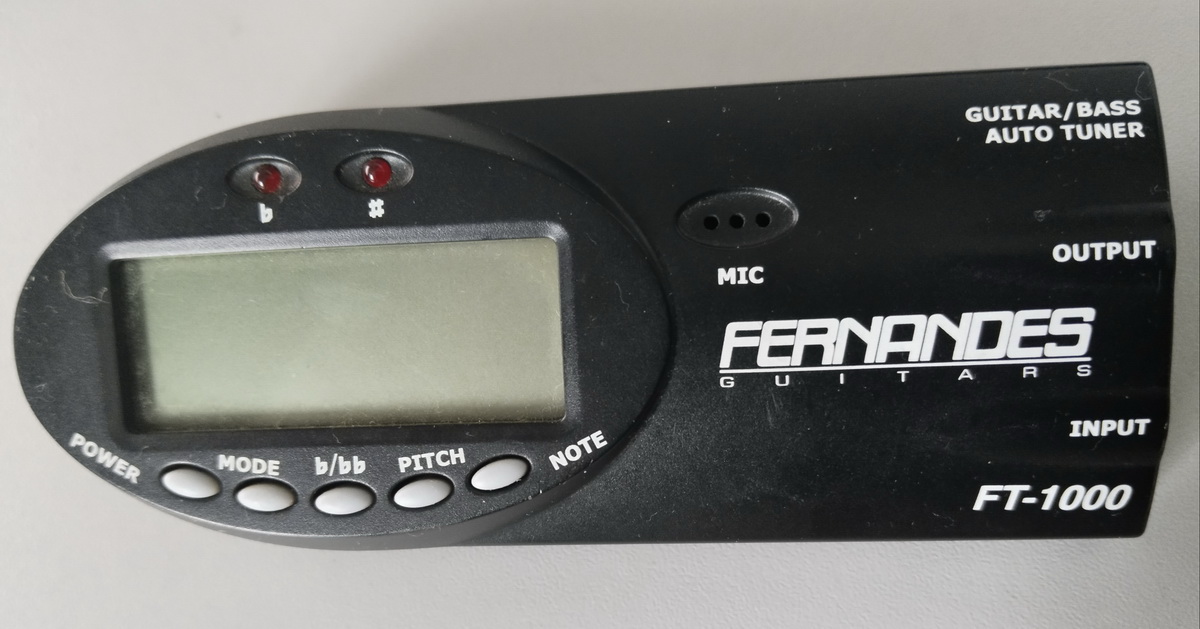 GUITAR/BASS
AUTO TUNER
♭ ♯
OUTPUT
MIC
FERNANDES
GUITARS
INPUT
POWER MODE ♭/♭♭ PITCH NOTE
FT-1000